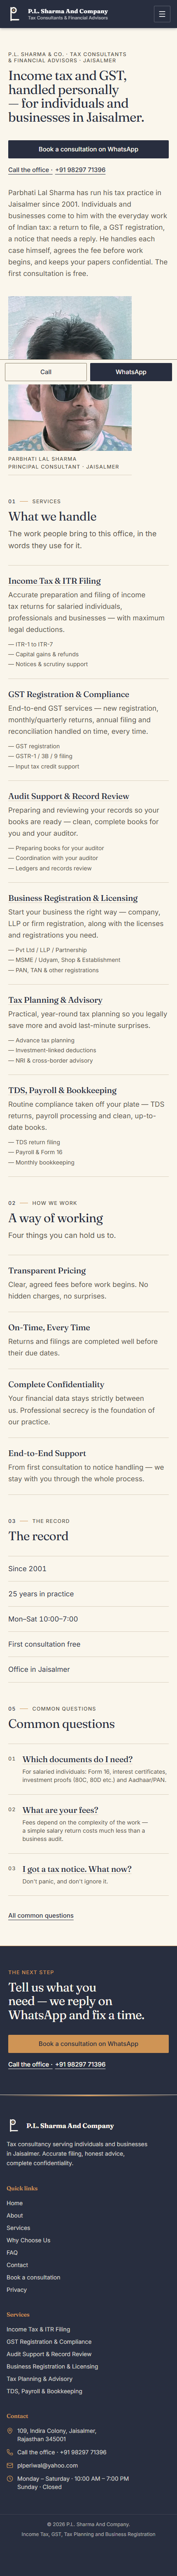 P.L. Sharma And Company
Tax Consultants & Financial Advisors
P.L. SHARMA & CO. · TAX CONSULTANTS
& FINANCIAL ADVISORS · JAISALMER
Income tax and GST,
handled personally
— for individuals and
businesses in Jaisalmer.
Book a consultation on WhatsApp
Call the office · +91 98297 71396
Parbhati Lal Sharma has run his tax practice in
Jaisalmer since 2001. Individuals and
businesses come to him with the everyday work
of Indian tax: a return to file, a GST registration,
a notice that needs a reply. He handles each
case himself, agrees the fee before work
begins, and keeps your papers confidential. The
first consultation is free.
Call
WhatsApp
PARBHATI LAL SHARMA
PRINCIPAL CONSULTANT · JAISALMER
01 — SERVICES
What we handle
The work people bring to this office, in the
words they use for it.
Income Tax & ITR Filing
Accurate preparation and filing of income
tax returns for salaried individuals,
professionals and businesses — with maximum
legal deductions.
— ITR-1 to ITR-7
— Capital gains & refunds
— Notices & scrutiny support
GST Registration & Compliance
End-to-end GST services — new registration,
monthly/quarterly returns, annual filing and
reconciliation handled on time, every time.
— GST registration
— GSTR-1 / 3B / 9 filing
— Input tax credit support
Audit Support & Record Review
Preparing and reviewing your records so your
books are ready — clean, complete books for
you and your auditor.
— Preparing books for your auditor
— Coordination with your auditor
— Ledgers and records review
Business Registration & Licensing
Start your business the right way — company,
LLP or firm registration, along with the licenses
and registrations you need.
— Pvt Ltd / LLP / Partnership
— MSME / Udyam, Shop & Establishment
— PAN, TAN & other registrations
Tax Planning & Advisory
Practical, year-round tax planning so you legally
save more and avoid last-minute surprises.
— Advance tax planning
— Investment-linked deductions
— NRI & cross-border advisory
TDS, Payroll & Bookkeeping
Routine compliance taken off your plate — TDS
returns, payroll processing and clean, up-to-
date books.
— TDS return filing
— Payroll & Form 16
— Monthly bookkeeping
02 — HOW WE WORK
A way of working
Four things you can hold us to.
Transparent Pricing
Clear, agreed fees before work begins. No
hidden charges, no surprises.
On-Time, Every Time
Returns and filings are completed well before
their due dates.
Complete Confidentiality
Your financial data stays strictly between
us. Professional secrecy is the foundation of
our practice.
End-to-End Support
From first consultation to notice handling — we
stay with you through the whole process.
03 — THE RECORD
The record
Since 2001
25 years in practice
Mon–Sat 10:00–7:00
First consultation free
Office in Jaisalmer
05 — COMMON QUESTIONS
Common questions
01 Which documents do I need?
For salaried individuals: Form 16, interest certificates,
investment proofs (80C, 80D etc.) and Aadhaar/PAN.
02 What are your fees?
Fees depend on the complexity of the work —
a simple salary return costs much less than a
business audit.
03 I got a tax notice. What now?
Don't panic, and don't ignore it.
All common questions
THE NEXT STEP
Tell us what you
need — we reply on
WhatsApp and fix a time.
Book a consultation on WhatsApp
Call the office · +91 98297 71396
P.L. Sharma And Company
Tax consultancy serving individuals and businesses
in Jaisalmer. Accurate filing, honest advice,
complete confidentiality.
Quick links
Home
About
Services
Why Choose Us
FAQ
Contact
Book a consultation
Privacy
Services
Income Tax & ITR Filing
GST Registration & Compliance
Audit Support & Record Review
Business Registration & Licensing
Tax Planning & Advisory
TDS, Payroll & Bookkeeping
Contact
109, Indira Colony, Jaisalmer,
Rajasthan 345001
Call the office · +91 98297 71396
plperiwal@yahoo.com
Monday – Saturday · 10:00 AM – 7:00 PM
Sunday · Closed
© 2026 P.L. Sharma And Company.
Income Tax, GST, Tax Planning and Business Registration